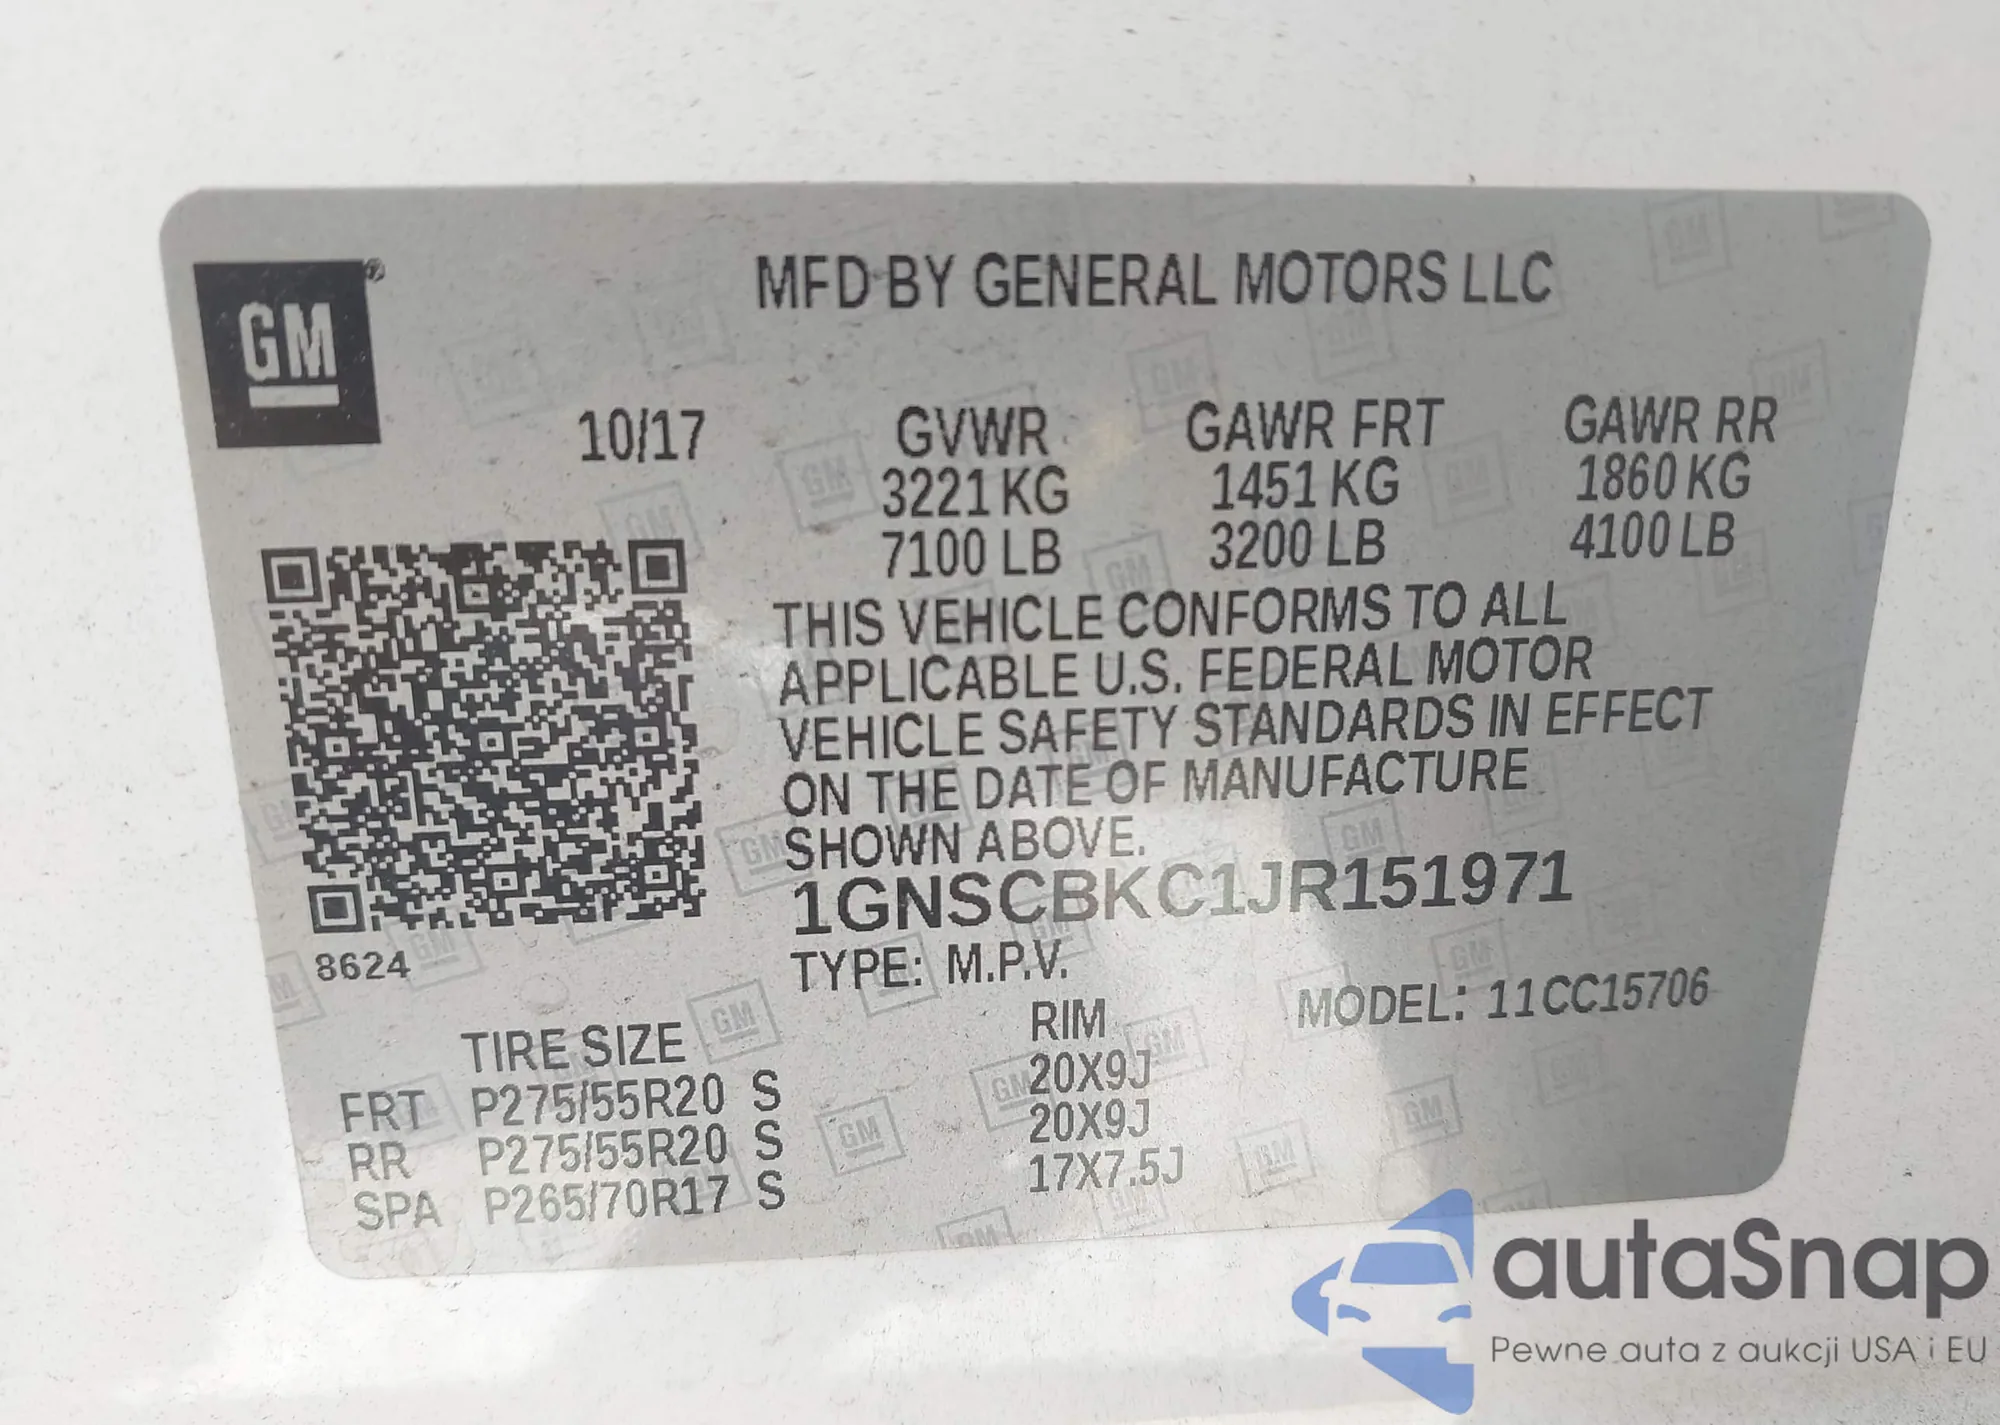 GM®
MFD BY GENERAL MOTORS LLC
10/17 GVWR GAWR FRT GAWR RR
3221 KG 1451 KG 1860 KG
7100 LB 3200 LB 4100 LB
THIS VEHICLE CONFORMS TO ALL
APPLICABLE U.S. FEDERAL MOTOR
VEHICLE SAFETY STANDARDS IN EFFECT
ON THE DATE OF MANUFACTURE
SHOWN ABOVE.
1GNSCBKC1JR151971
8624
TYPE: M.P.V. MODEL: 11CC15706
TIRE SIZE RIM
FRT P275/55R20 S 20X9J
RR P275/55R20 S 20X9J
SPA P265/70R17 S 17X7.5J
autaSnap
Pewne auta z aukcji USA i EU